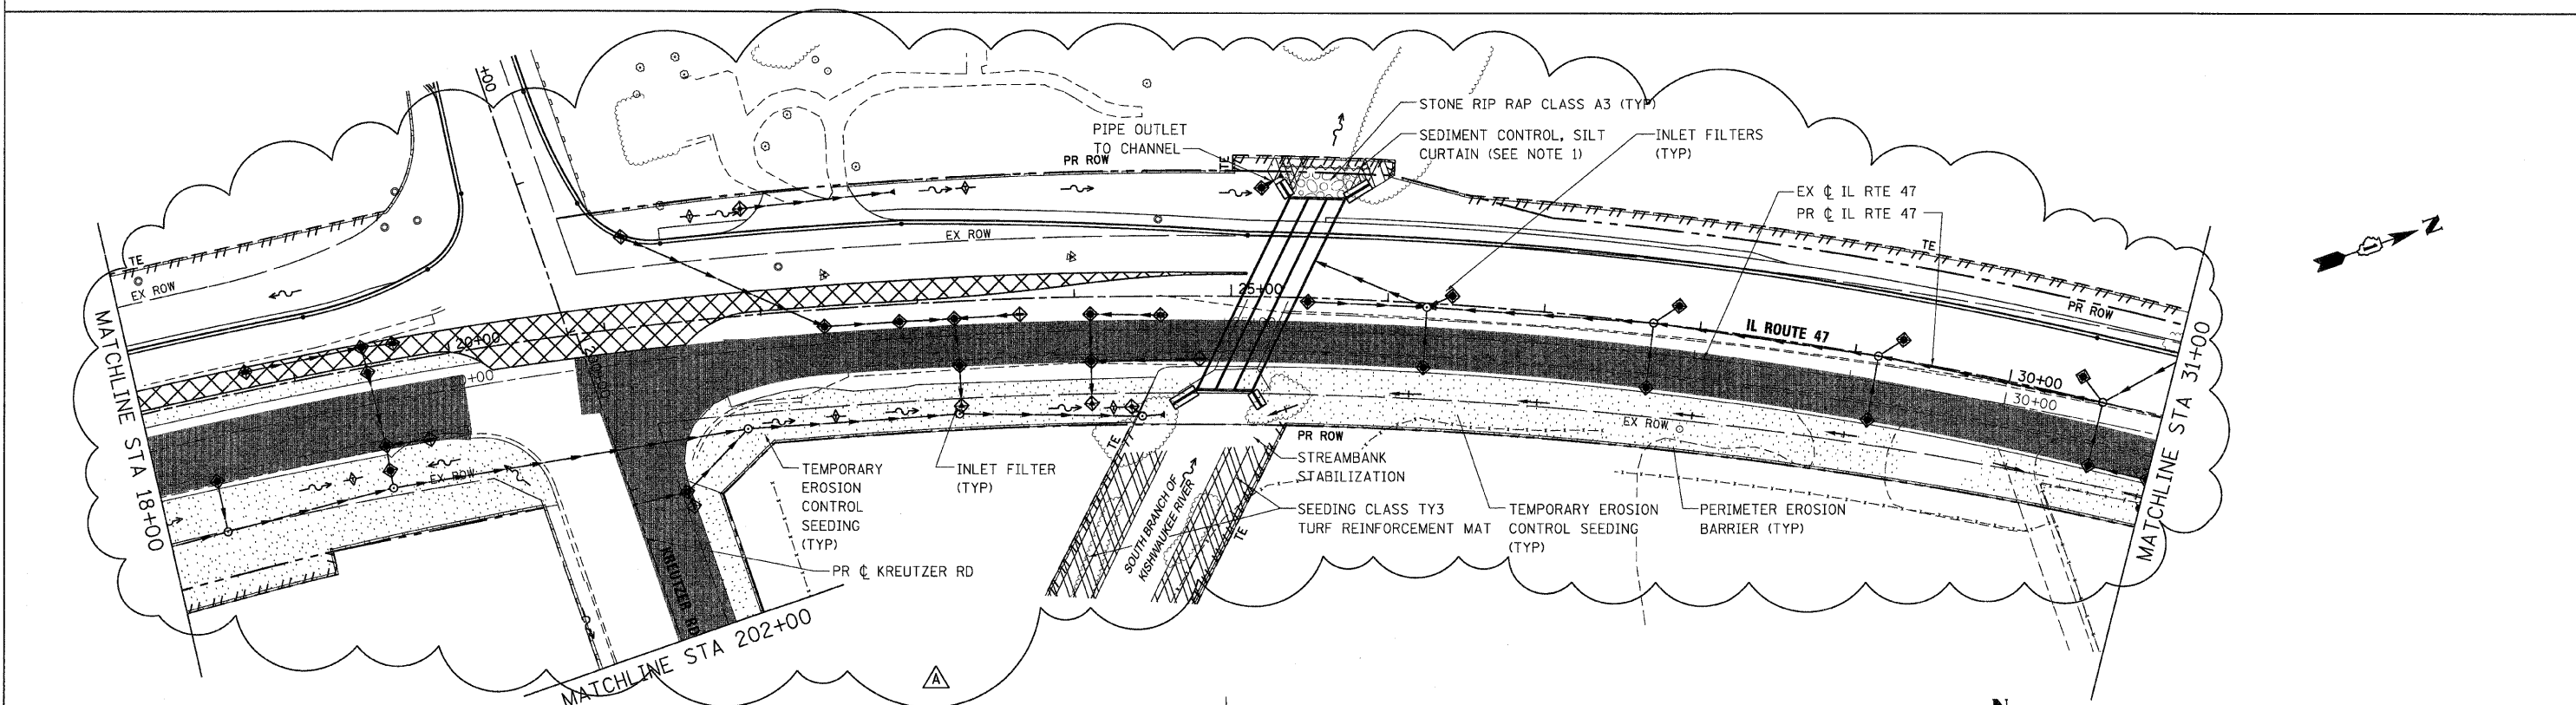 +00
STONE RIP RAP CLASS A3 (TYP)
PIPE OUTLET
TO CHANNEL
SEDIMENT CONTROL, SILT
CURTAIN (SEE NOTE 1)
INLET FILTERS
(TYP)
TE
PR ROW
EX ℄ IL RTE 47
PR ℄ IL RTE 47
N
TE
EX ROW
EX ROW
TE
PR ROW
25+00
IL ROUTE 47
20+00
20+00
30+00
30+00
MATCHLINE STA 18+00
MATCHLINE STA 31+00
EX ROW
EX ROW
PR ROW
TE
TEMPORARY
EROSION
CONTROL
SEEDING
(TYP)
INLET FILTER
(TYP)
STREAMBANK
STABILIZATION
SOUTH BRANCH OF
KISHWAUKEE RIVER
SEEDING CLASS TY3
TURF REINFORCEMENT MAT
TE
TEMPORARY EROSION
CONTROL SEEDING
(TYP)
PERIMETER EROSION
BARRIER (TYP)
PR ℄ KREUTZER RD
KREUTZER RD
MATCHLINE STA 202+00
A
N